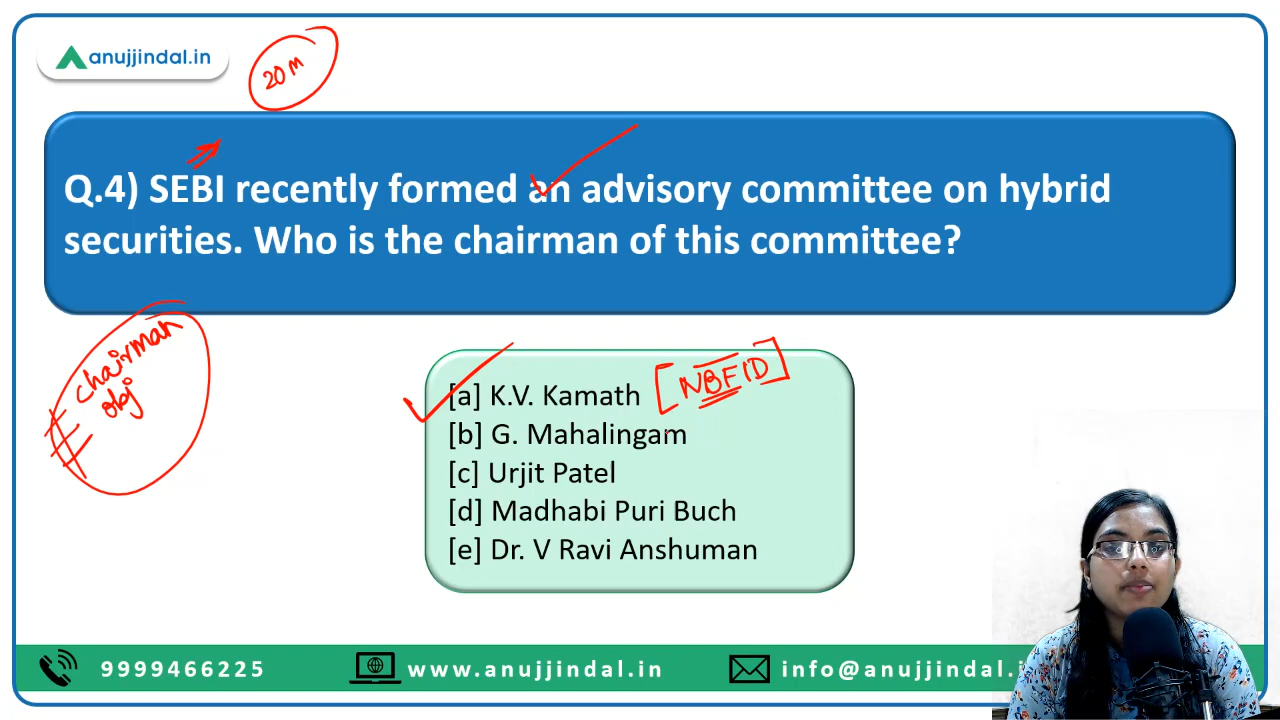 anujjindal.in
20 m
Q.4) SEBI recently formed an advisory committee on hybrid
securities. Who is the chairman of this committee?
chairman
obj
[a] K.V. Kamath [NBFID]
[b] G. Mahalingam
[c] Urjit Patel
[d] Madhabi Puri Buch
[e] Dr. V Ravi Anshuman
9999466225 www.anujjindal.in info@anujjindal.i